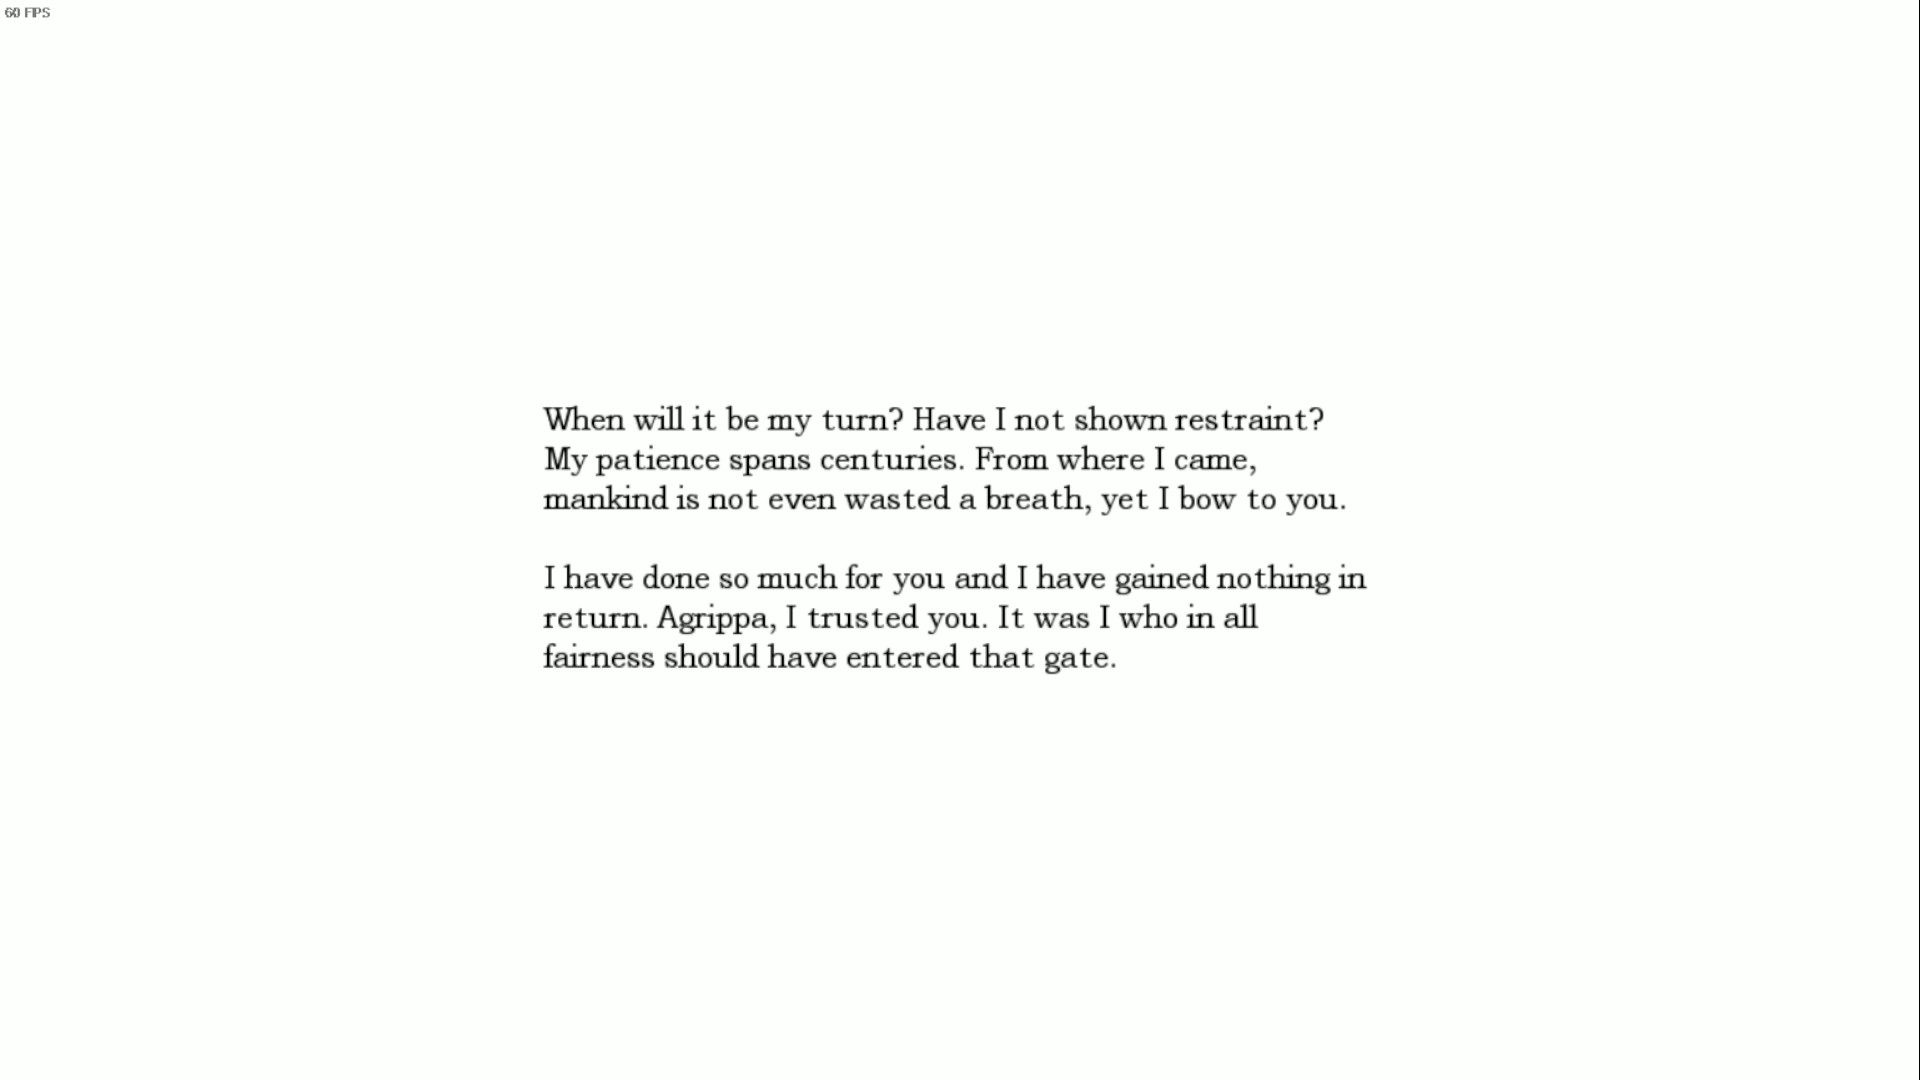 60 FPS
When will it be my turn? Have I not shown restraint?
My patience spans centuries. From where I came,
mankind is not even wasted a breath, yet I bow to you.
I have done so much for you and I have gained nothing in
return. Agrippa, I trusted you. It was I who in all
fairness should have entered that gate.